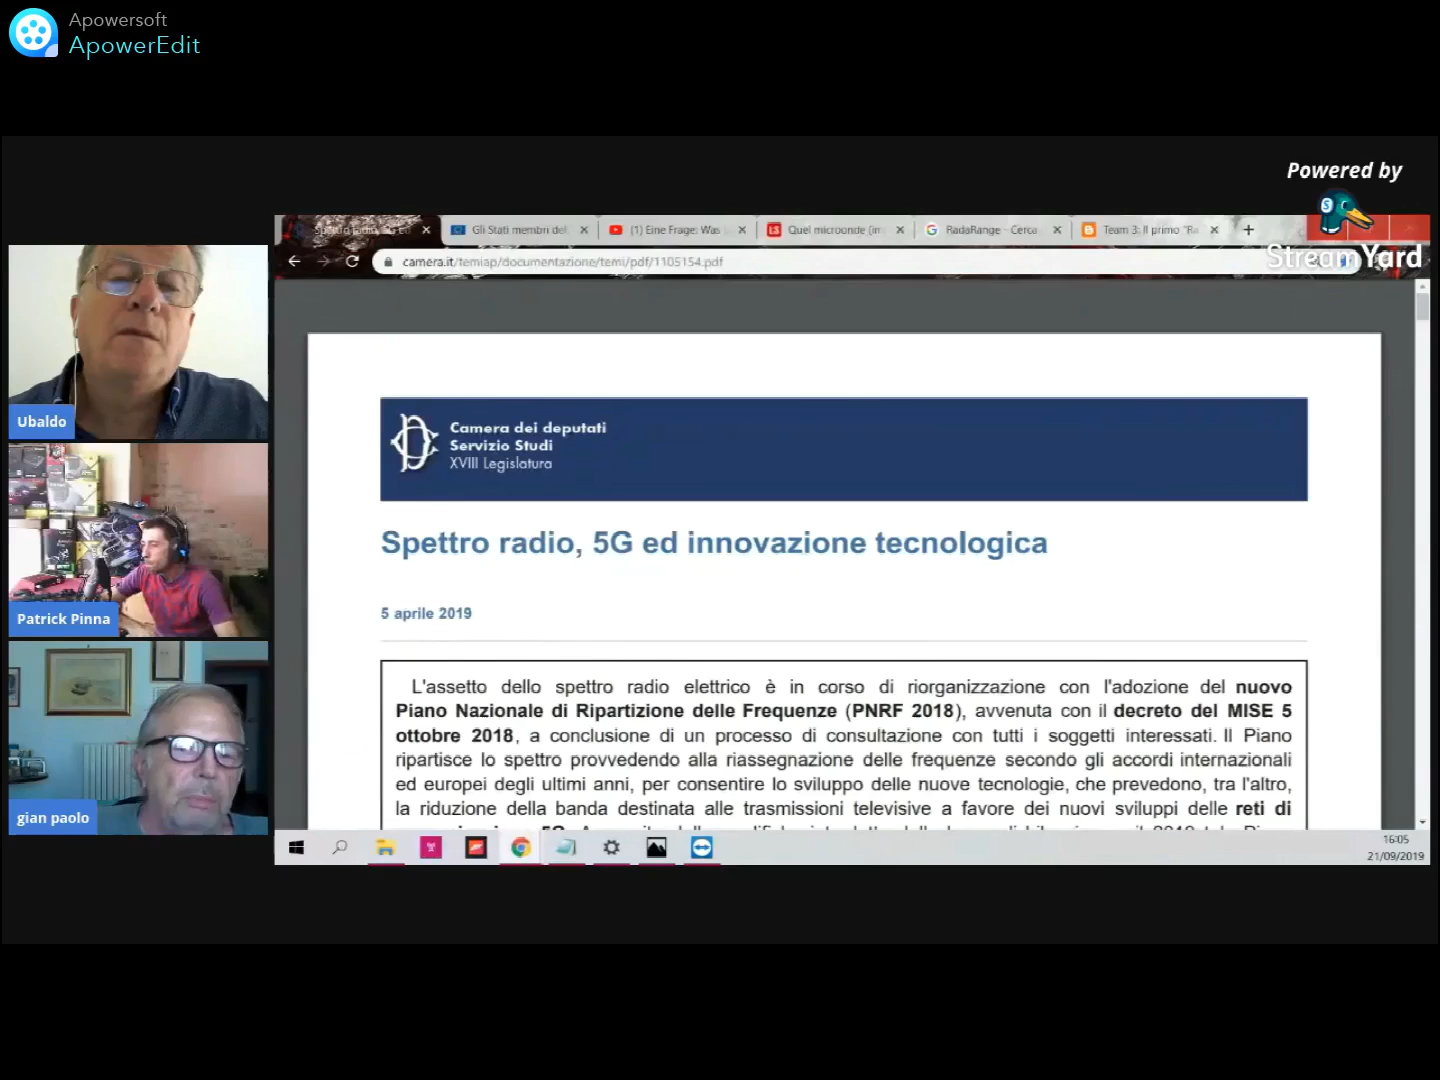 Apowersoft
ApowerEdit
Powered by
StreamYard
Gli Stati membri del
(1) Eine Frage: Was
Quel microonde (im
RadaRange - Cerca
Team 3: Il primo "Ra
camera.it/temiap/documentazione/temi/pdf/1105154.pdf
Camera dei deputati
Servizio Studi
XVIII Legislatura
Spettro radio, 5G ed innovazione tecnologica
5 aprile 2019
L'assetto dello spettro radio elettrico è in corso di riorganizzazione con l'adozione del nuovo
Piano Nazionale di Ripartizione delle Frequenze (PNRF 2018), avvenuta con il decreto del MISE 5
ottobre 2018, a conclusione di un processo di consultazione con tutti i soggetti interessati. Il Piano
ripartisce lo spettro provvedendo alla riassegnazione delle frequenze secondo gli accordi internazionali
ed europei degli ultimi anni, per consentire lo sviluppo delle nuove tecnologie, che prevedono, tra l'altro,
la riduzione della banda destinata alle trasmissioni televisive a favore dei nuovi sviluppi delle reti di
Ubaldo
Patrick Pinna
gian paolo
16:05
21/09/2019